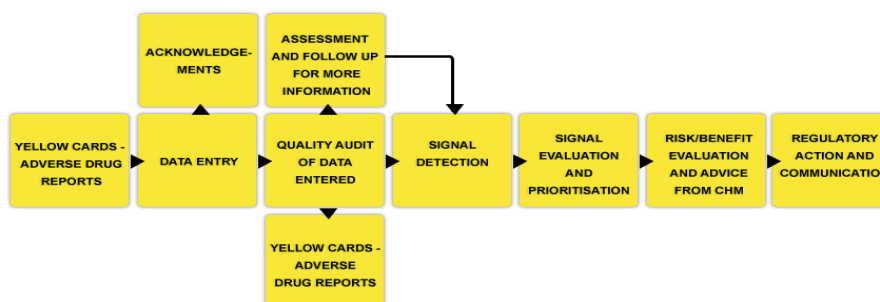 ACKNOWLEDGE-
MENTS
ASSESSMENT
AND FOLLOW UP
FOR MORE
INFORMATION
YELLOW CARDS -
ADVERSE DRUG
REPORTS
DATA ENTRY
QUALITY AUDIT
OF DATA
ENTERED
SIGNAL
DETECTION
SIGNAL
EVALUATION
AND
PRIORITISATION
RISK/BENEFIT
EVALUATION
AND ADVICE
FROM CHM
REGULATORY
ACTION AND
COMMUNICATION
YELLOW CARDS -
ADVERSE
DRUG REPORTS